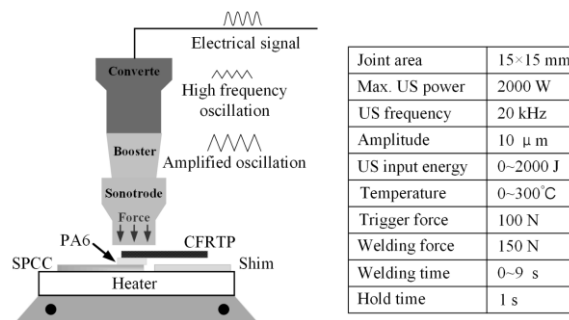 Electrical signal
Converte
High frequency
oscillation
Booster
Amplified oscillation
Sonotrode
Force
PA6
CFRTP
SPCC
Shim
Heater
Joint area 15×15 mm
Max. US power 2000 W
US frequency 20 kHz
Amplitude 10 μm
US input energy 0~2000 J
Temperature 0~300℃
Trigger force 100 N
Welding force 150 N
Welding time 0~9 s
Hold time 1 s